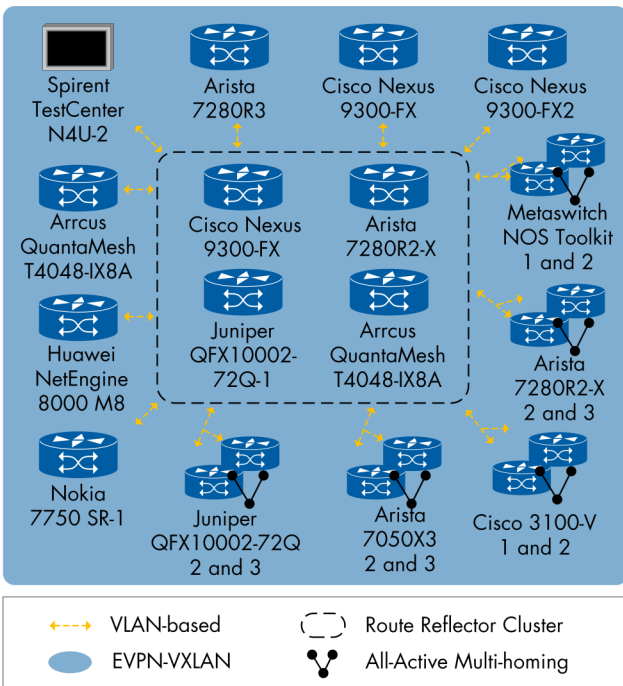 Spirent
TestCenter
N4U-2
Arista
7280R3
Cisco Nexus
9300-FX
Cisco Nexus
9300-FX2
Arrcus
QuantaMesh
T4048-IX8A
Cisco Nexus
9300-FX
Arista
7280R2-X
Metaswitch
NOS Toolkit
1 and 2
Huawei
NetEngine
8000 M8
Juniper
QFX10002-
72Q-1
Arrcus
QuantaMesh
T4048-IX8A
Arista
7280R2-X
2 and 3
Nokia
7750 SR-1
Juniper
QFX10002-72Q
2 and 3
Arista
7050X3
2 and 3
Cisco 3100-V
1 and 2
VLAN-based
Route Reflector Cluster
EVPN-VXLAN
All-Active Multi-homing